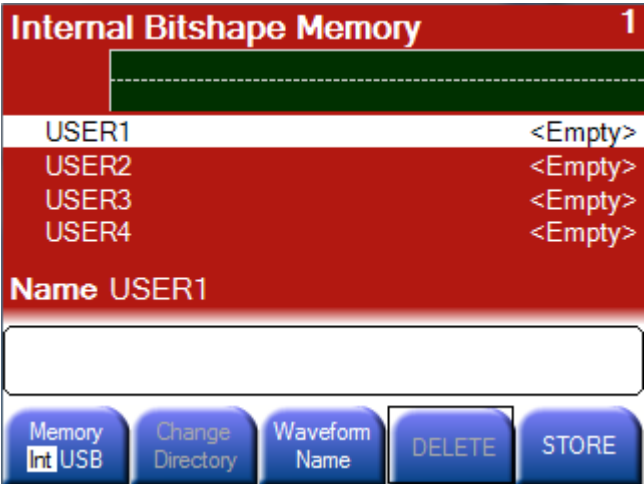 Internal Bitshape Memory 1
USER1 <Empty>
USER2 <Empty>
USER3 <Empty>
USER4 <Empty>
Name USER1
Memory
Int USB
Change
Directory
Waveform
Name
DELETE
STORE